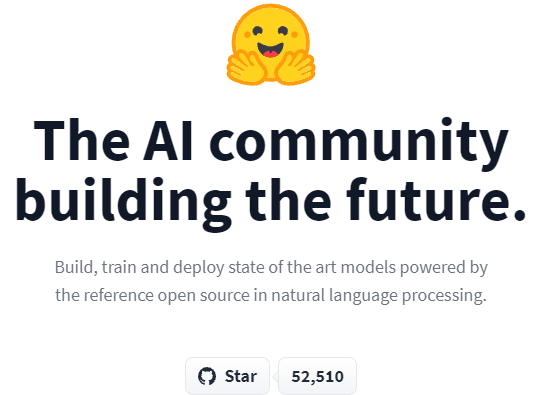 The AI community
building the future.
Build, train and deploy state of the art models powered by
the reference open source in natural language processing.
Star 52,510